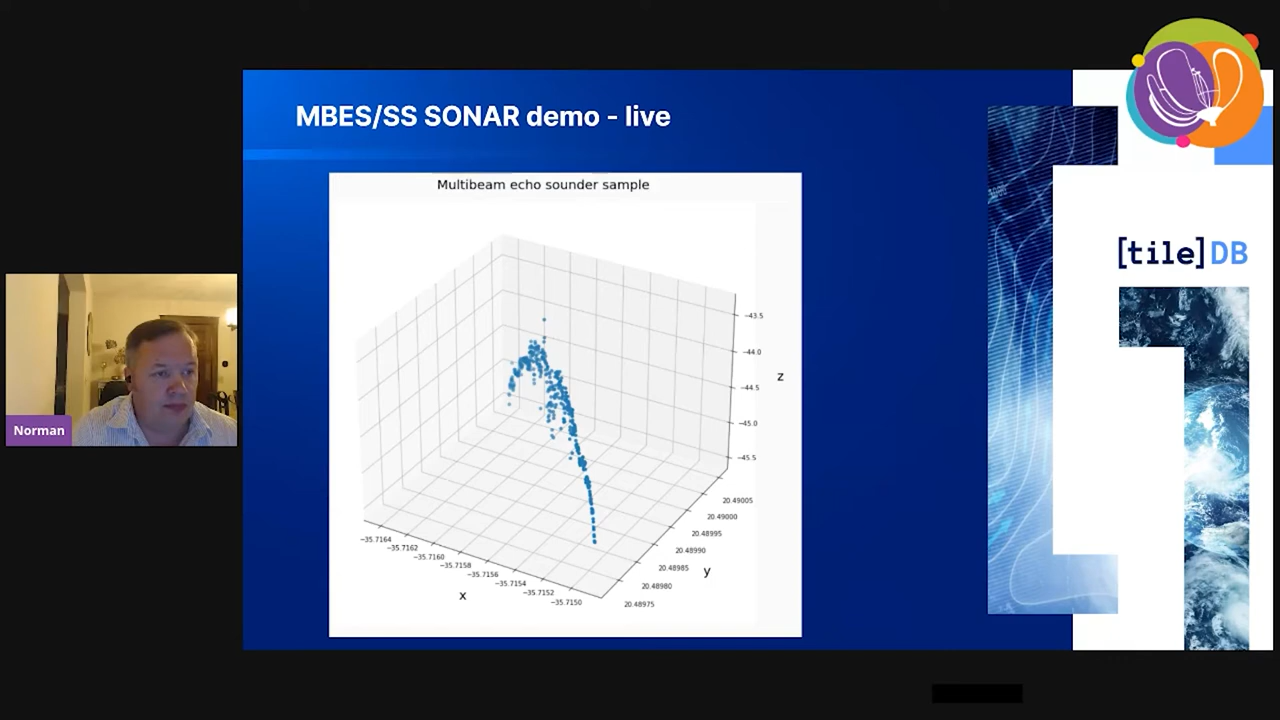 MBES/SS SONAR demo - live
Multibeam echo sounder sample
−43.5
−44.0
z
−44.5
−45.0
−45.5
20.49005
20.49000
20.48995
20.48990
20.48985
y
20.48980
20.48975
−35.7164
−35.7162
−35.7160
−35.7158
−35.7156
−35.7154
−35.7152
−35.7150
x
[tile]DB
Norman